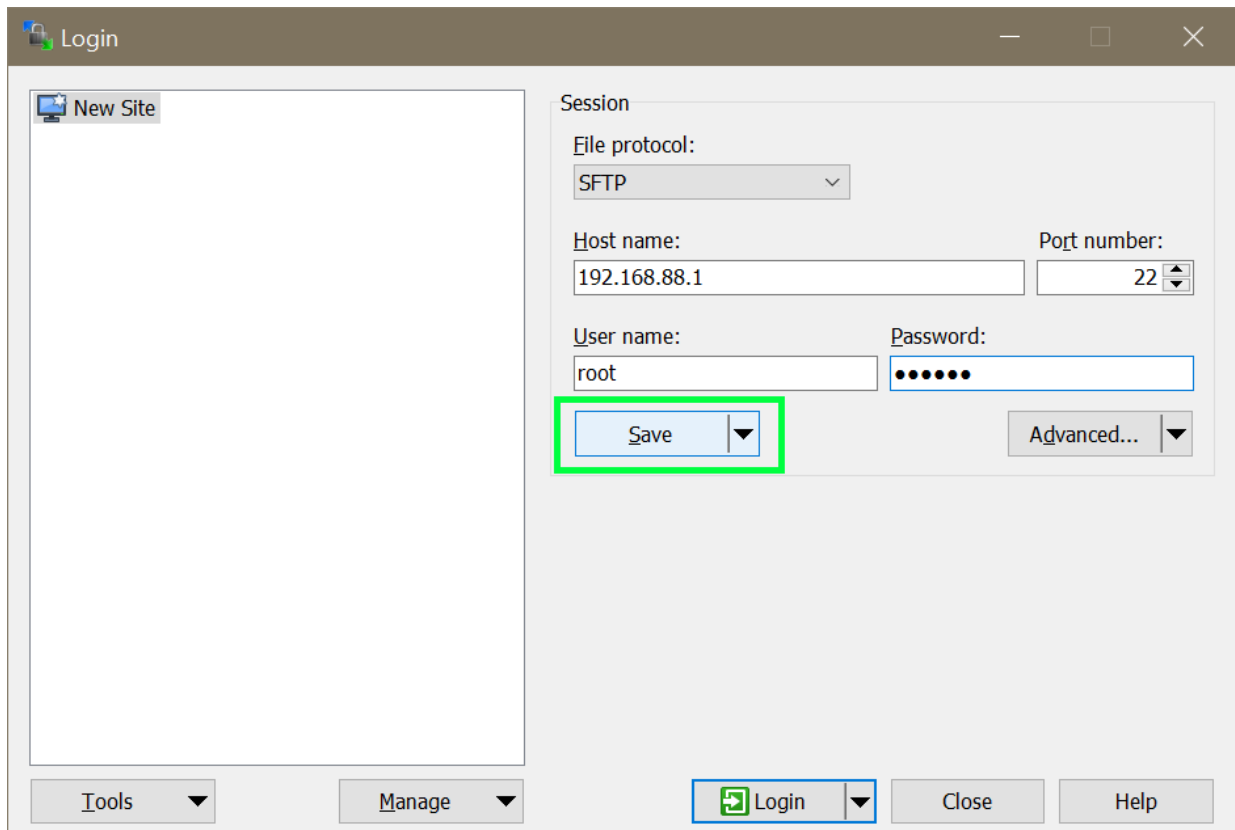 Login
New Site
Session
File protocol:
SFTP
Host name: Port number:
192.168.88.1 22
User name: Password:
root ●●●●●●
Save Advanced...
Tools Manage Login Close Help